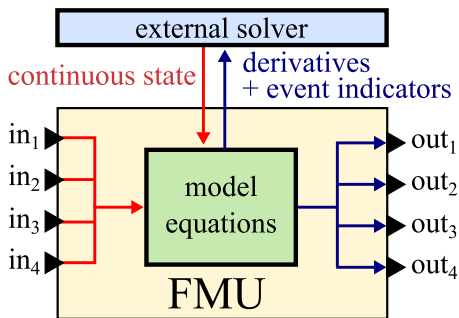 external solver
continuous state
derivatives
+ event indicators
in₁
in₂
in₃
in₄
model
equations
out₁
out₂
out₃
out₄
FMU